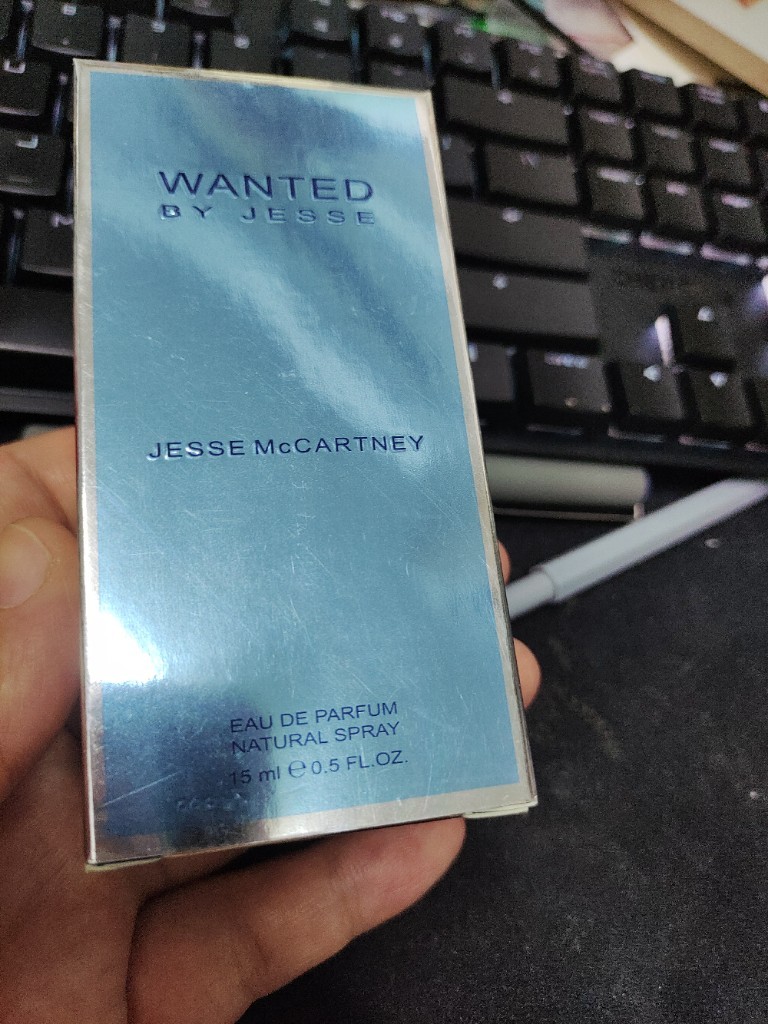 WANTED
BY JESSE
JESSE McCARTNEY
EAU DE PARFUM
NATURAL SPRAY
15 ml ℮ 0.5 FL.OZ.